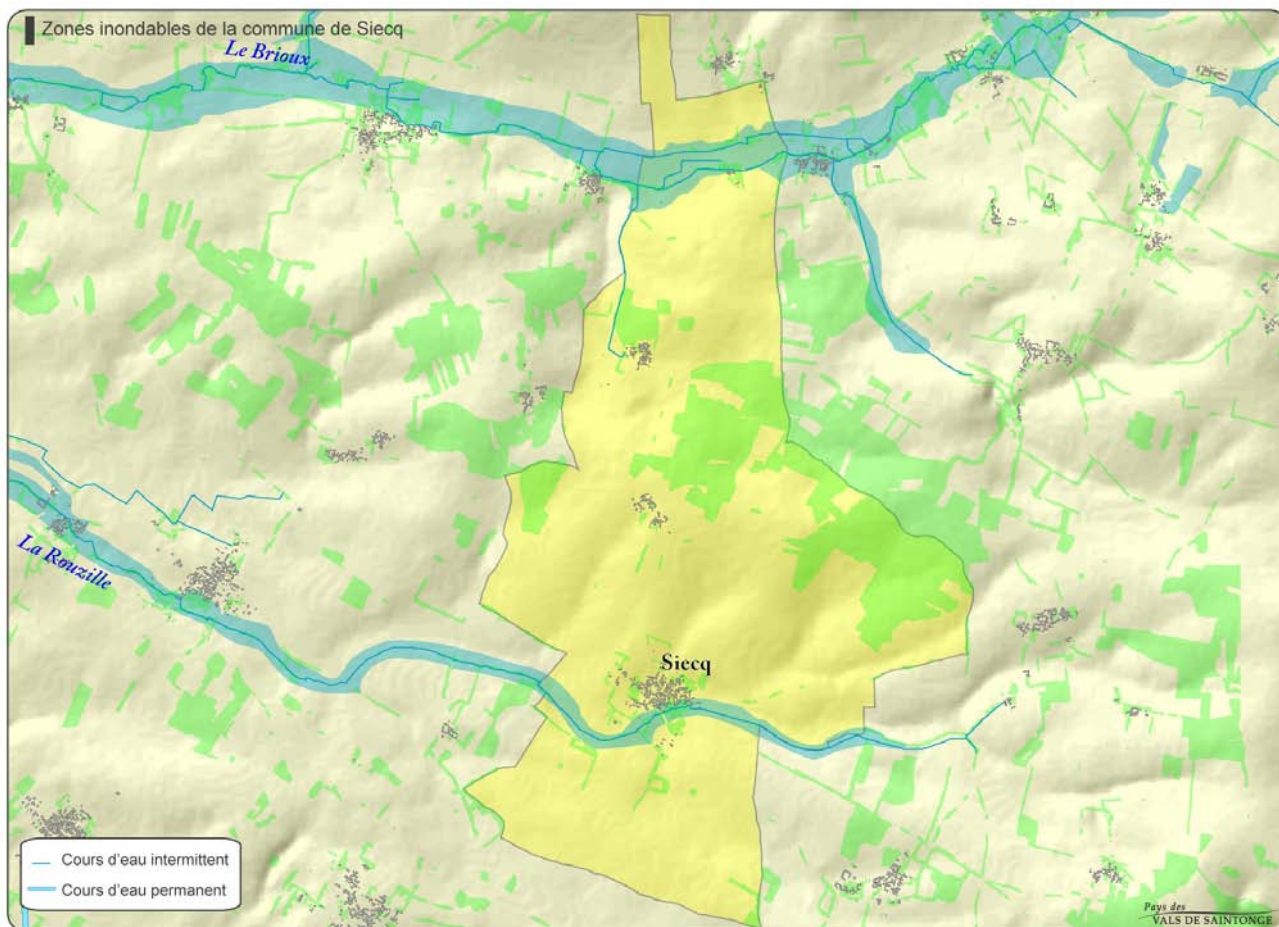 Zones inondables de la commune de Siecq
Le Brioux
La Rouzille
Siecq
Cours d'eau intermittent
Cours d'eau permanent
Pays des
VALS DE SAINTONGE